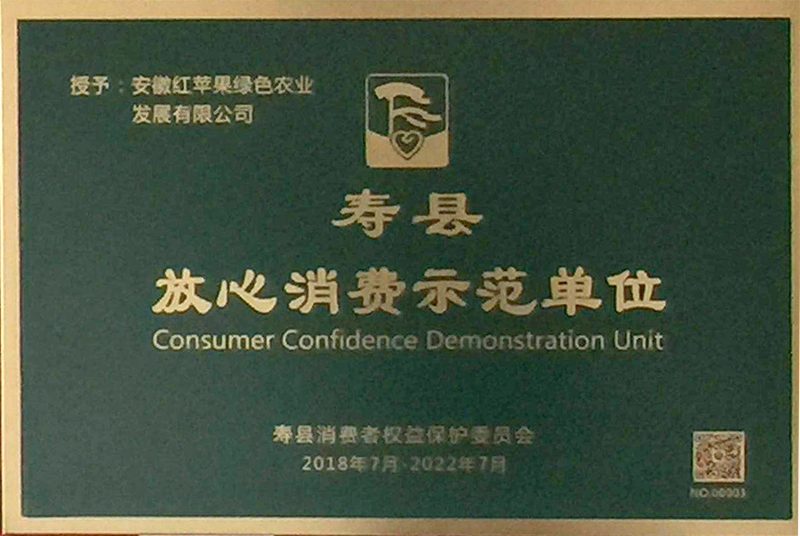 授予：安徽红苹果绿色农业
发展有限公司
寿县
放心消费示范单位
Consumer Confidence Demonstration Unit
寿县消费者权益保护委员会
2018年7月-2022年7月
NO.00003